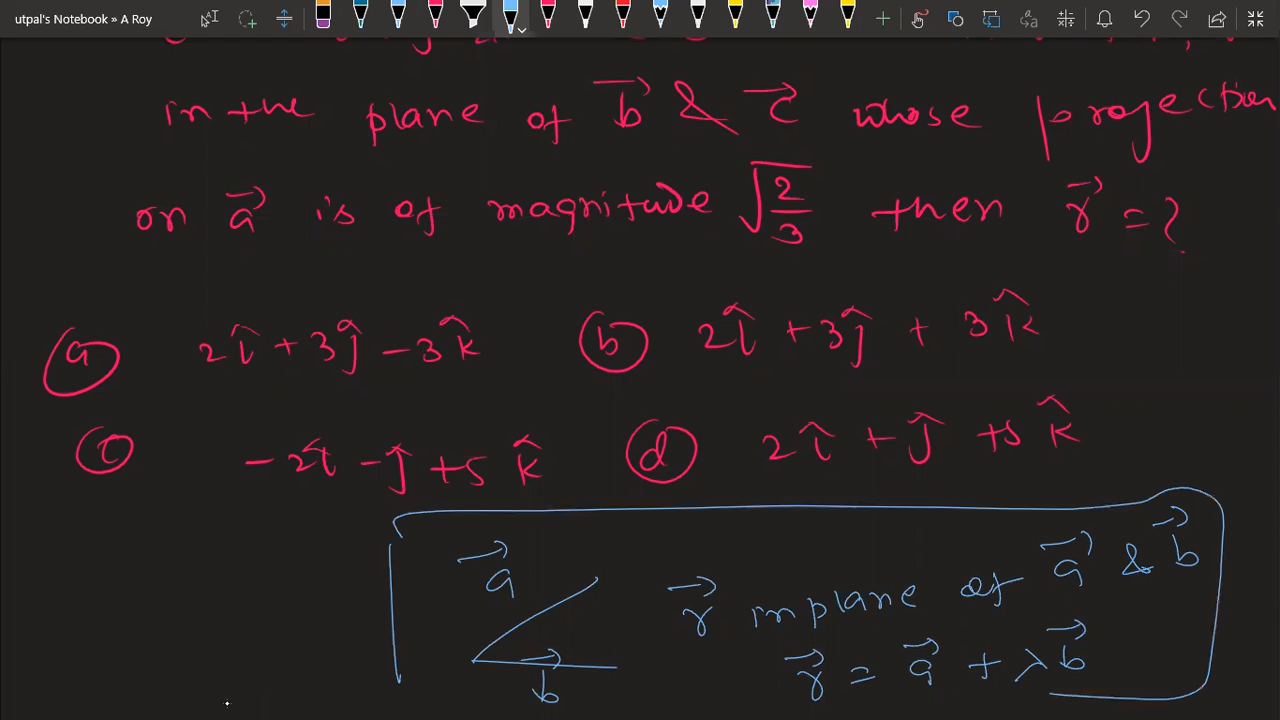 utpal's Notebook » A Roy
in the plane of b⃗ & c⃗ whose projection
on a⃗ is of magnitude √(2/3) then r⃗ = ?
(a) 2î + 3ĵ - 3k̂ (b) 2î + 3ĵ + 3k̂
(c) -2î - ĵ + 5k̂ (d) 2î + ĵ + 5k̂
a⃗
r⃗ in plane of a⃗ & b⃗
r⃗ = a⃗ + λb⃗
b⃗